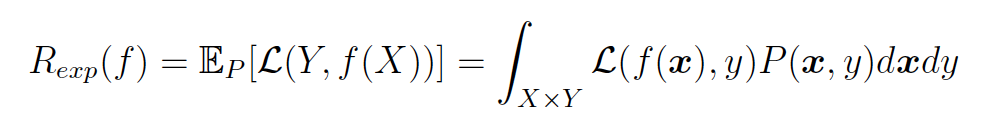 $R_{exp}(f) = \mathbb{E}_P[\mathcal{L}(Y, f(X))] = \int_{X \times Y} \mathcal{L}(f(\boldsymbol{x}), y) P(\boldsymbol{x}, y) d\boldsymbol{x} dy$